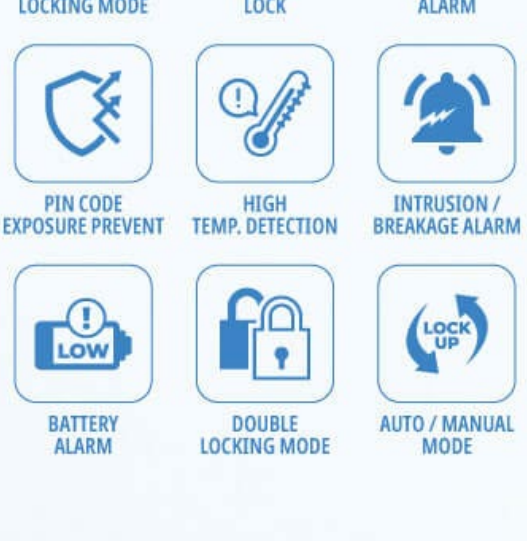 LOCKING MODE
LOCK
ALARM
!
PIN CODE
EXPOSURE PREVENT
HIGH
TEMP. DETECTION
INTRUSION /
BREAKAGE ALARM
!
LOW
LOCK
UP
BATTERY
ALARM
DOUBLE
LOCKING MODE
AUTO / MANUAL
MODE